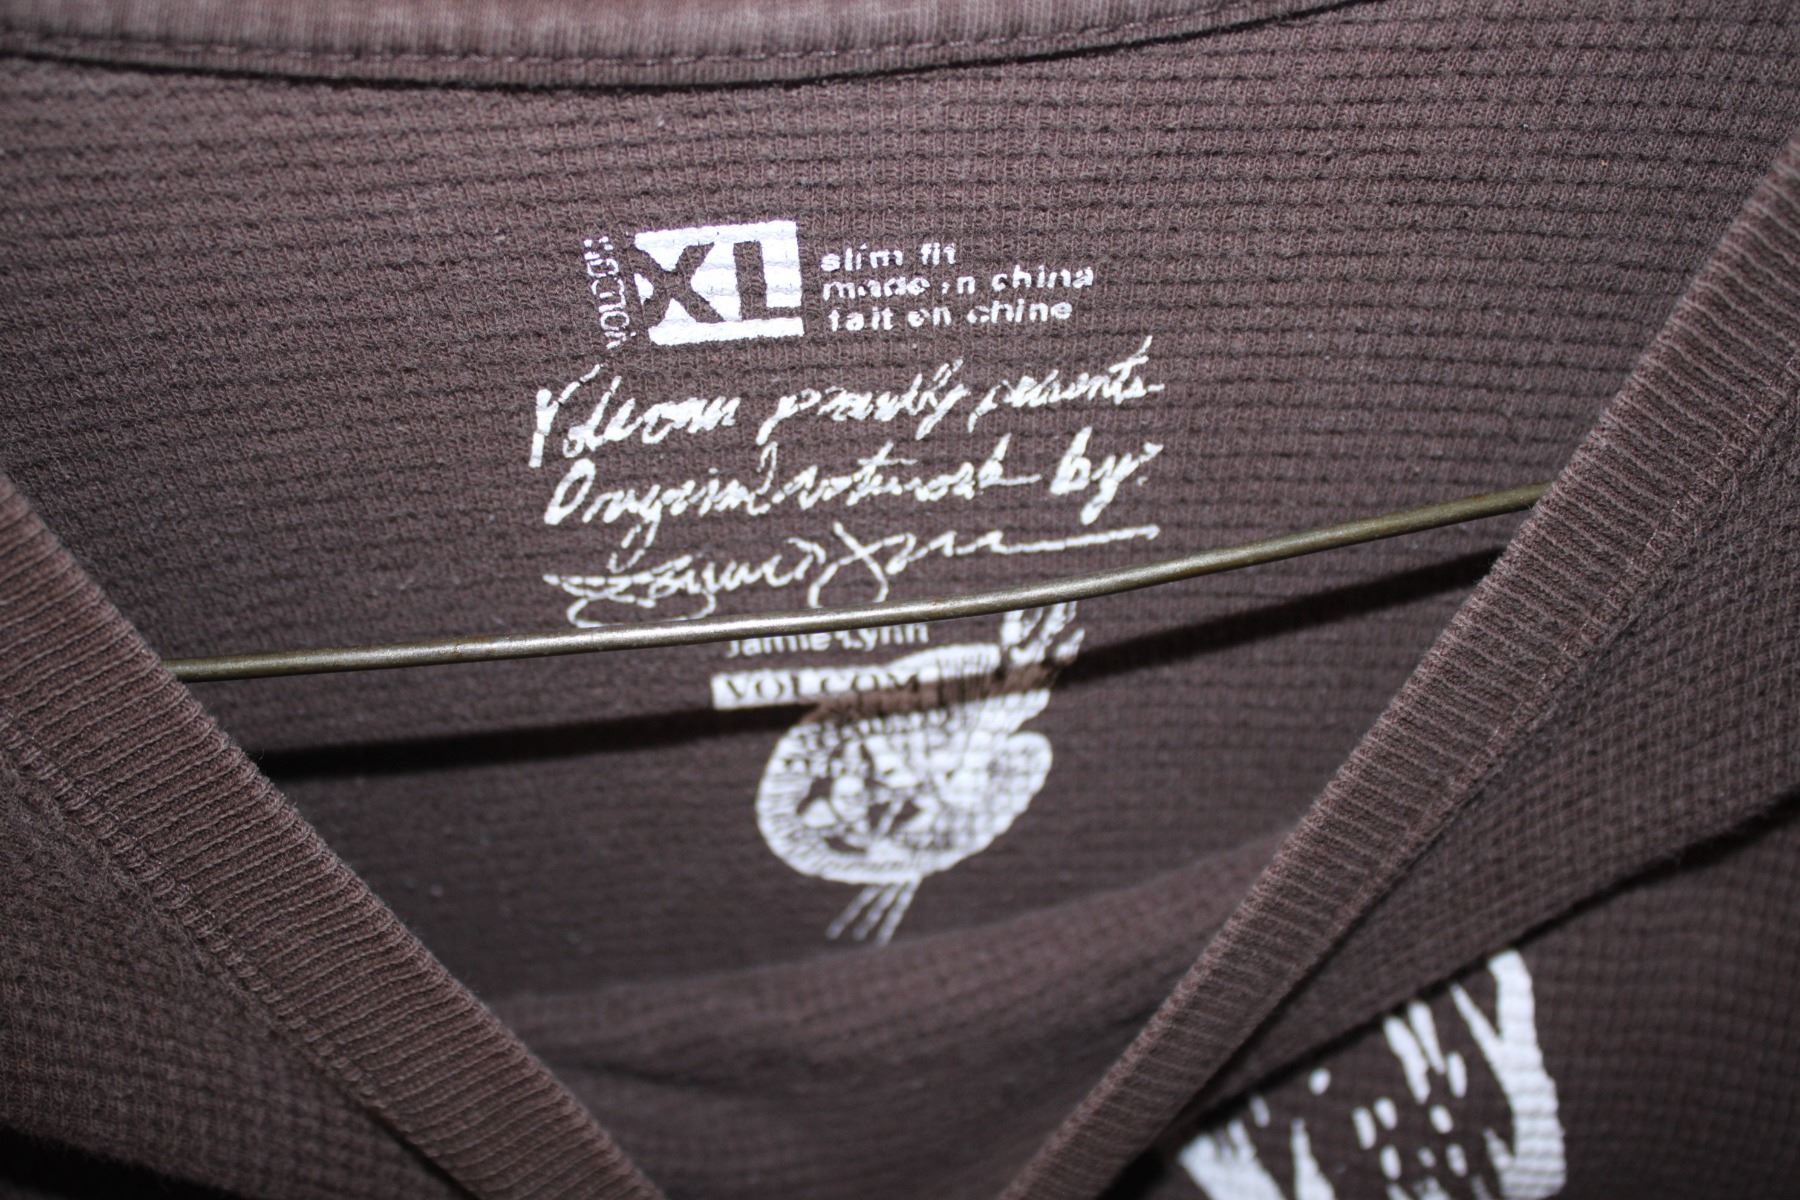 VOLCOM
XL
slim fit
made in china
fait en chine
Volcom proudly presents
Original artwork by:
Jamie Lynn
VOLCOM